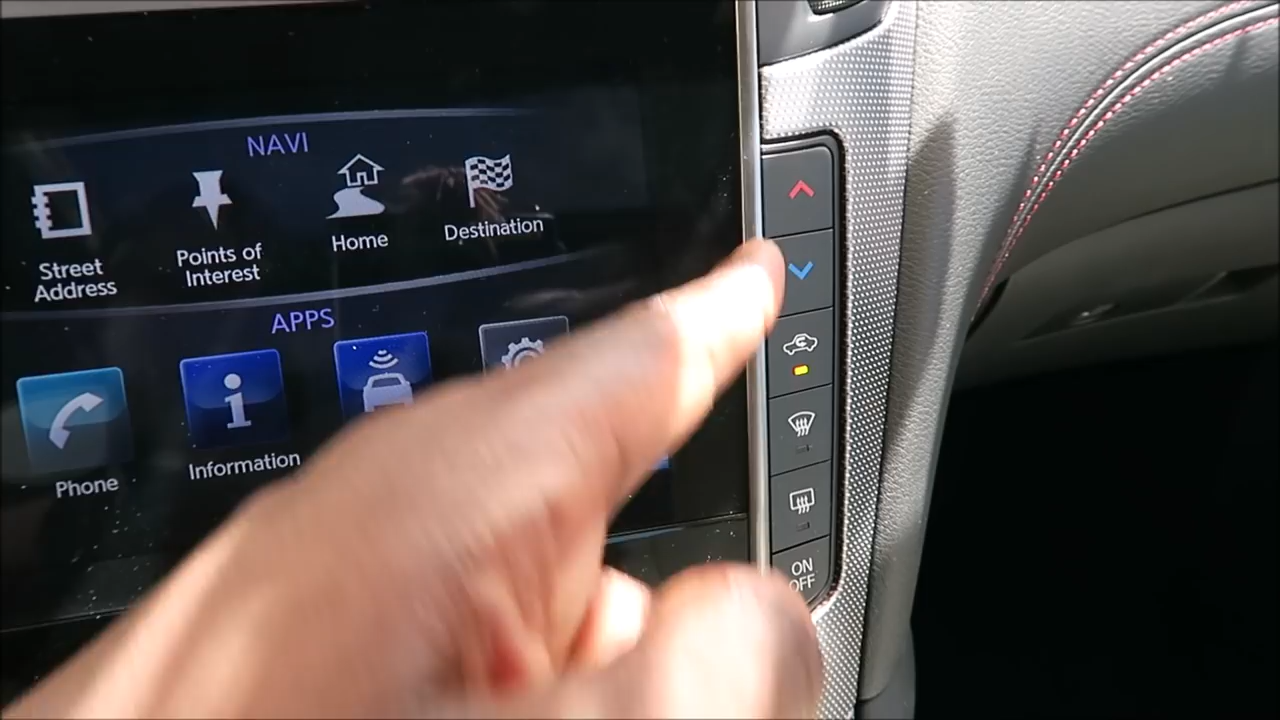 NAVI
Street
Address
Points of
Interest
Home
Destination
APPS
Phone
Information
ON
OFF